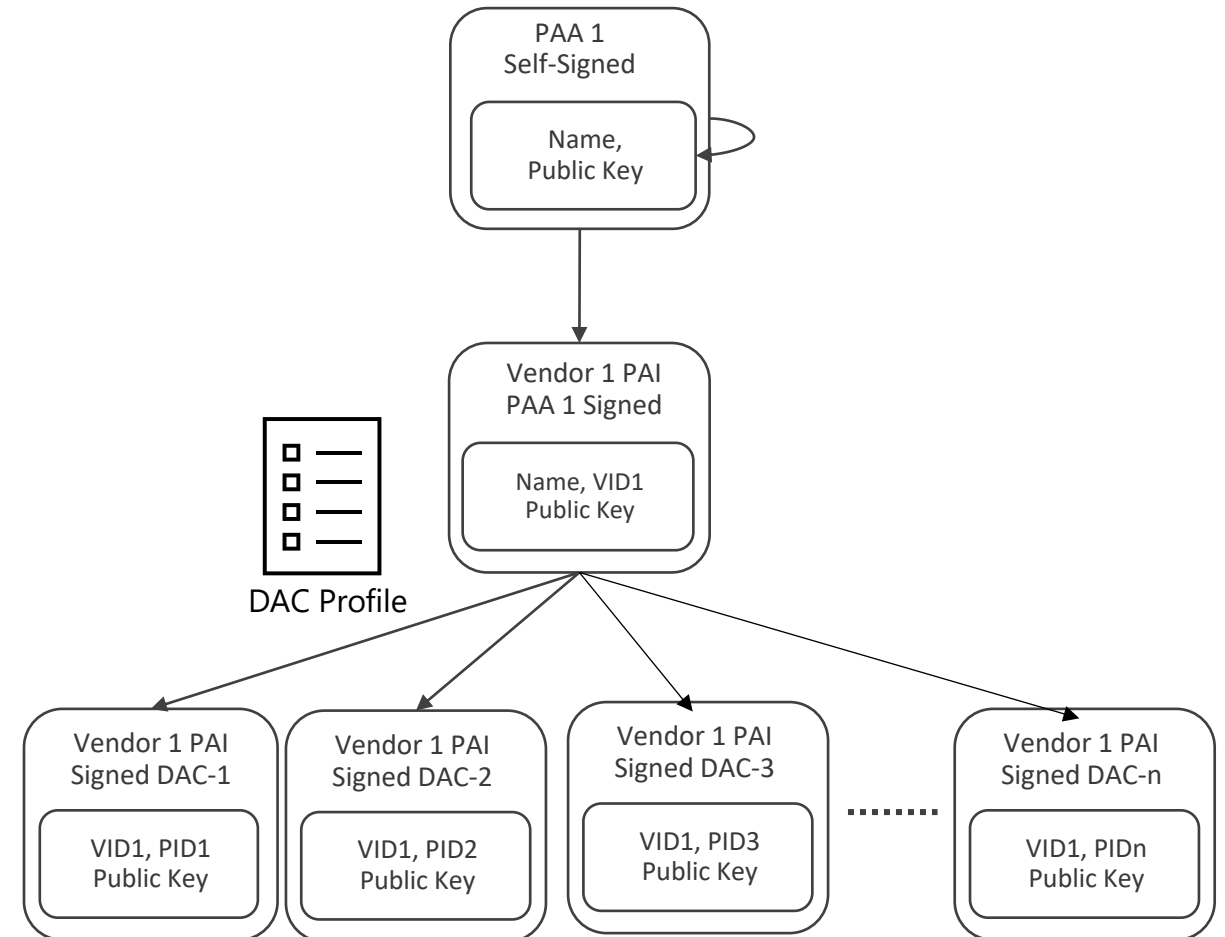 PAA 1
Self-Signed
Name,
Public Key
Vendor 1 PAI
PAA 1 Signed
Name, VID1
Public Key
DAC Profile
Vendor 1 PAI
Signed DAC-1
VID1, PID1
Public Key
Vendor 1 PAI
Signed DAC-2
VID1, PID2
Public Key
Vendor 1 PAI
Signed DAC-3
VID1, PID3
Public Key
Vendor 1 PAI
Signed DAC-n
VID1, PIDn
Public Key